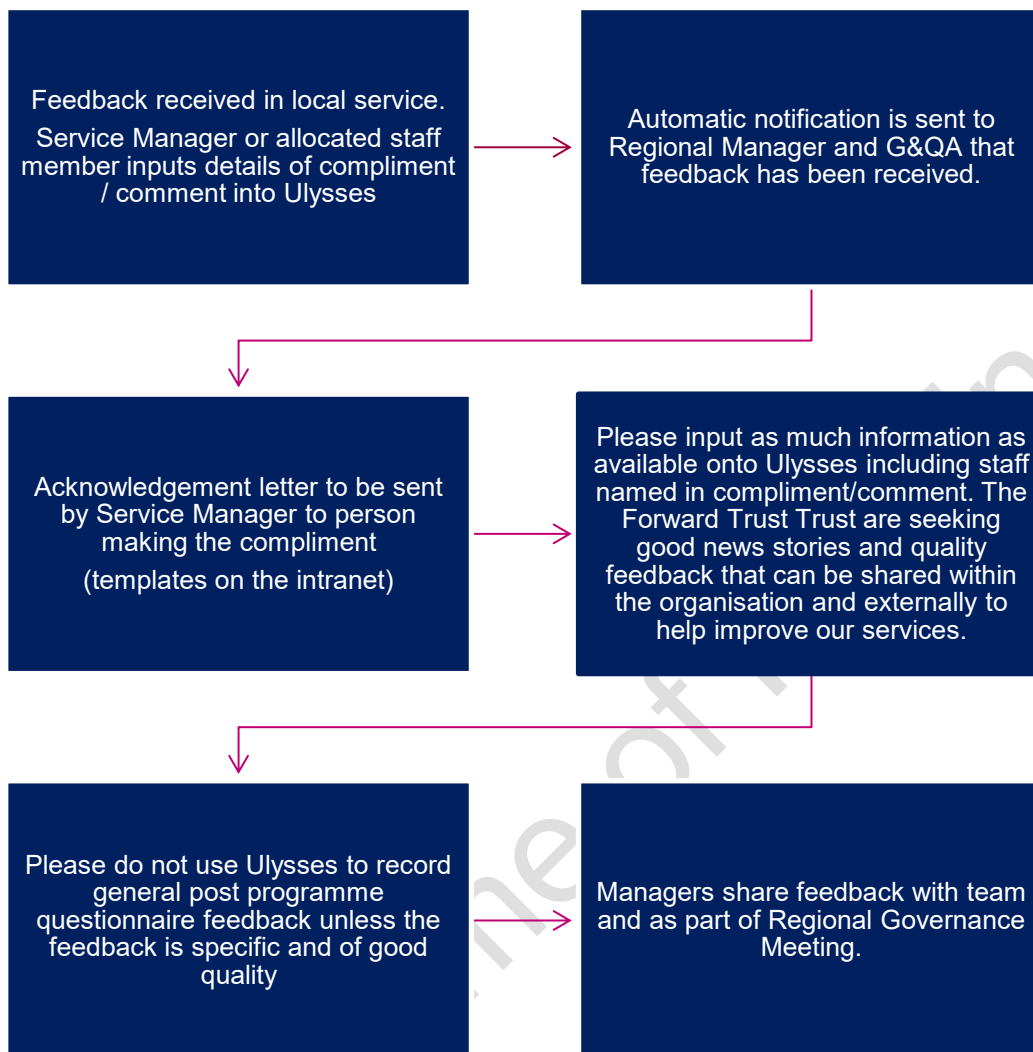 Feedback received in local service.
Service Manager or allocated staff
member inputs details of compliment
/ comment into Ulysses
Automatic notification is sent to
Regional Manager and G&QA that
feedback has been received.
Acknowledgement letter to be sent
by Service Manager to person
making the compliment
(templates on the intranet)
Please input as much information as
available onto Ulysses including staff
named in compliment/comment. The
Forward Trust Trust are seeking
good news stories and quality
feedback that can be shared within
the organisation and externally to
help improve our services.
Please do not use Ulysses to record
general post programme
questionnaire feedback unless the
feedback is specific and of good
quality
Managers share feedback with team
and as part of Regional Governance
Meeting.
of